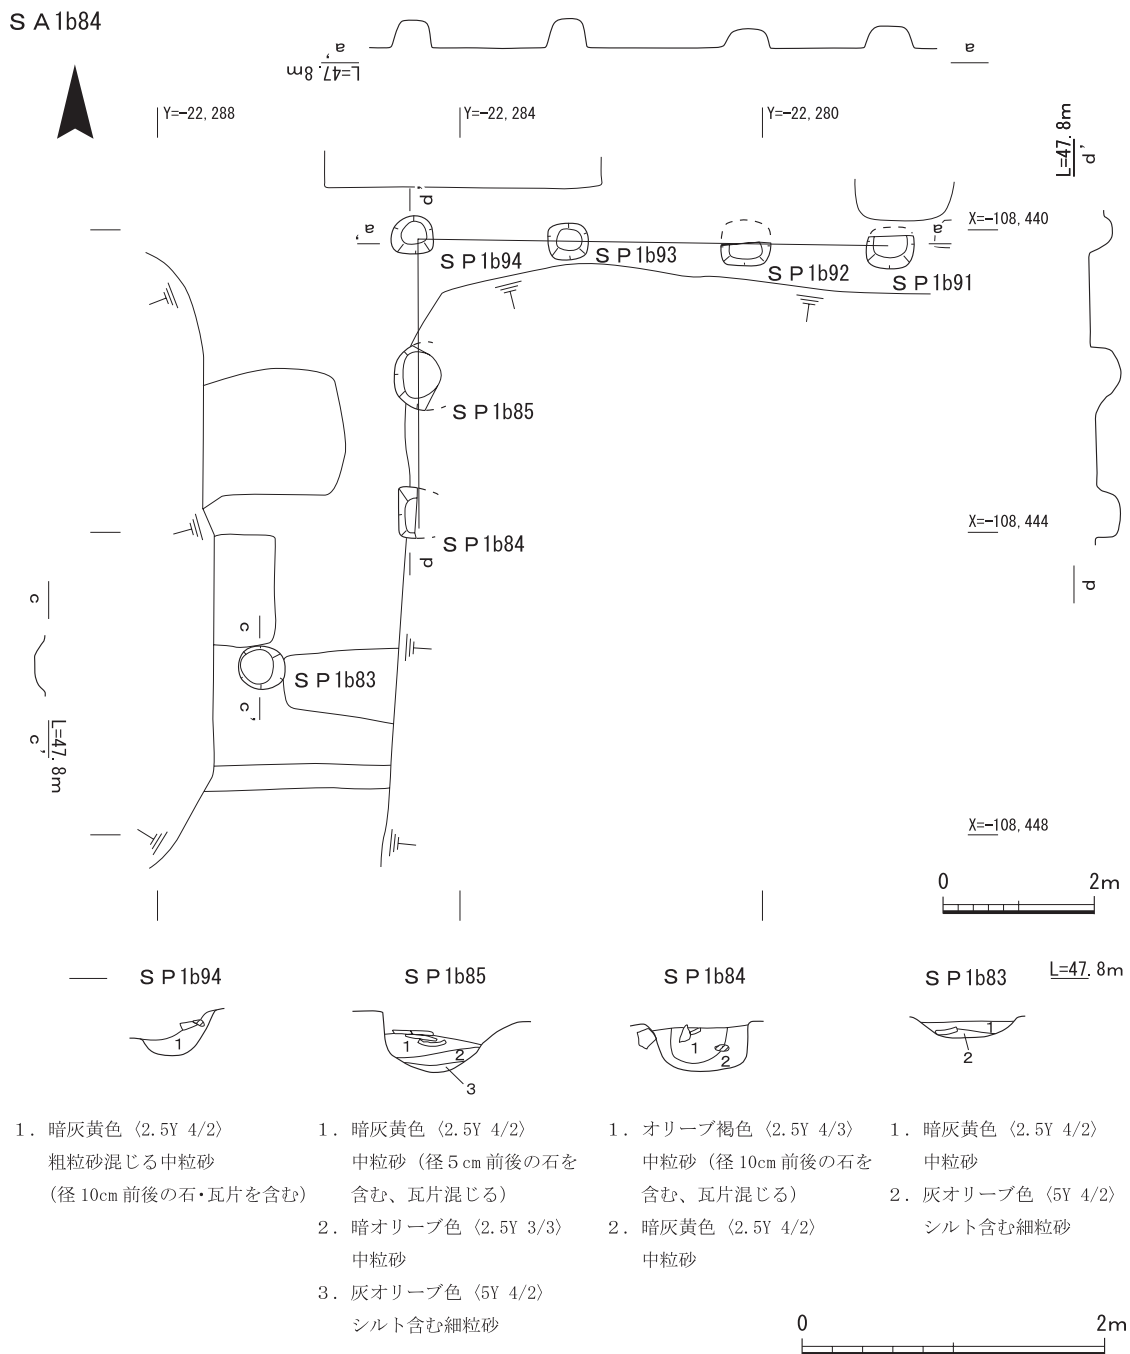 SA1b84
a'
a
L=47.8m
Y=-22,288
Y=-22,284
Y=-22,280
L=47.8m
d'
d'
X=-108,440
a'
a
SP1b94
SP1b93
SP1b92
SP1b91
SP1b85
X=-108,444
SP1b84
d
d
c
c
SP1b83
c'
L=47.8m
c'
X=-108,448
0
2m
SP1b94
SP1b85
SP1b84
SP1b83
L=47.8m
1
1
2
3
1
2
1
2
1. 暗灰黄色〈2.5Y 4/2〉
粗粒砂混じる中粒砂
(径10cm前後の石・瓦片を含む)
1. 暗灰黄色〈2.5Y 4/2〉
中粒砂(径5cm前後の石を
含む、瓦片混じる)
2. 暗オリーブ色〈2.5Y 3/3〉
中粒砂
3. 灰オリーブ色〈5Y 4/2〉
シルト含む細粒砂
1. オリーブ褐色〈2.5Y 4/3〉
中粒砂(径10cm前後の石を
含む、瓦片混じる)
2. 暗灰黄色〈2.5Y 4/2〉
中粒砂
1. 暗灰黄色〈2.5Y 4/2〉
中粒砂
2. 灰オリーブ色〈5Y 4/2〉
シルト含む細粒砂
0
2m